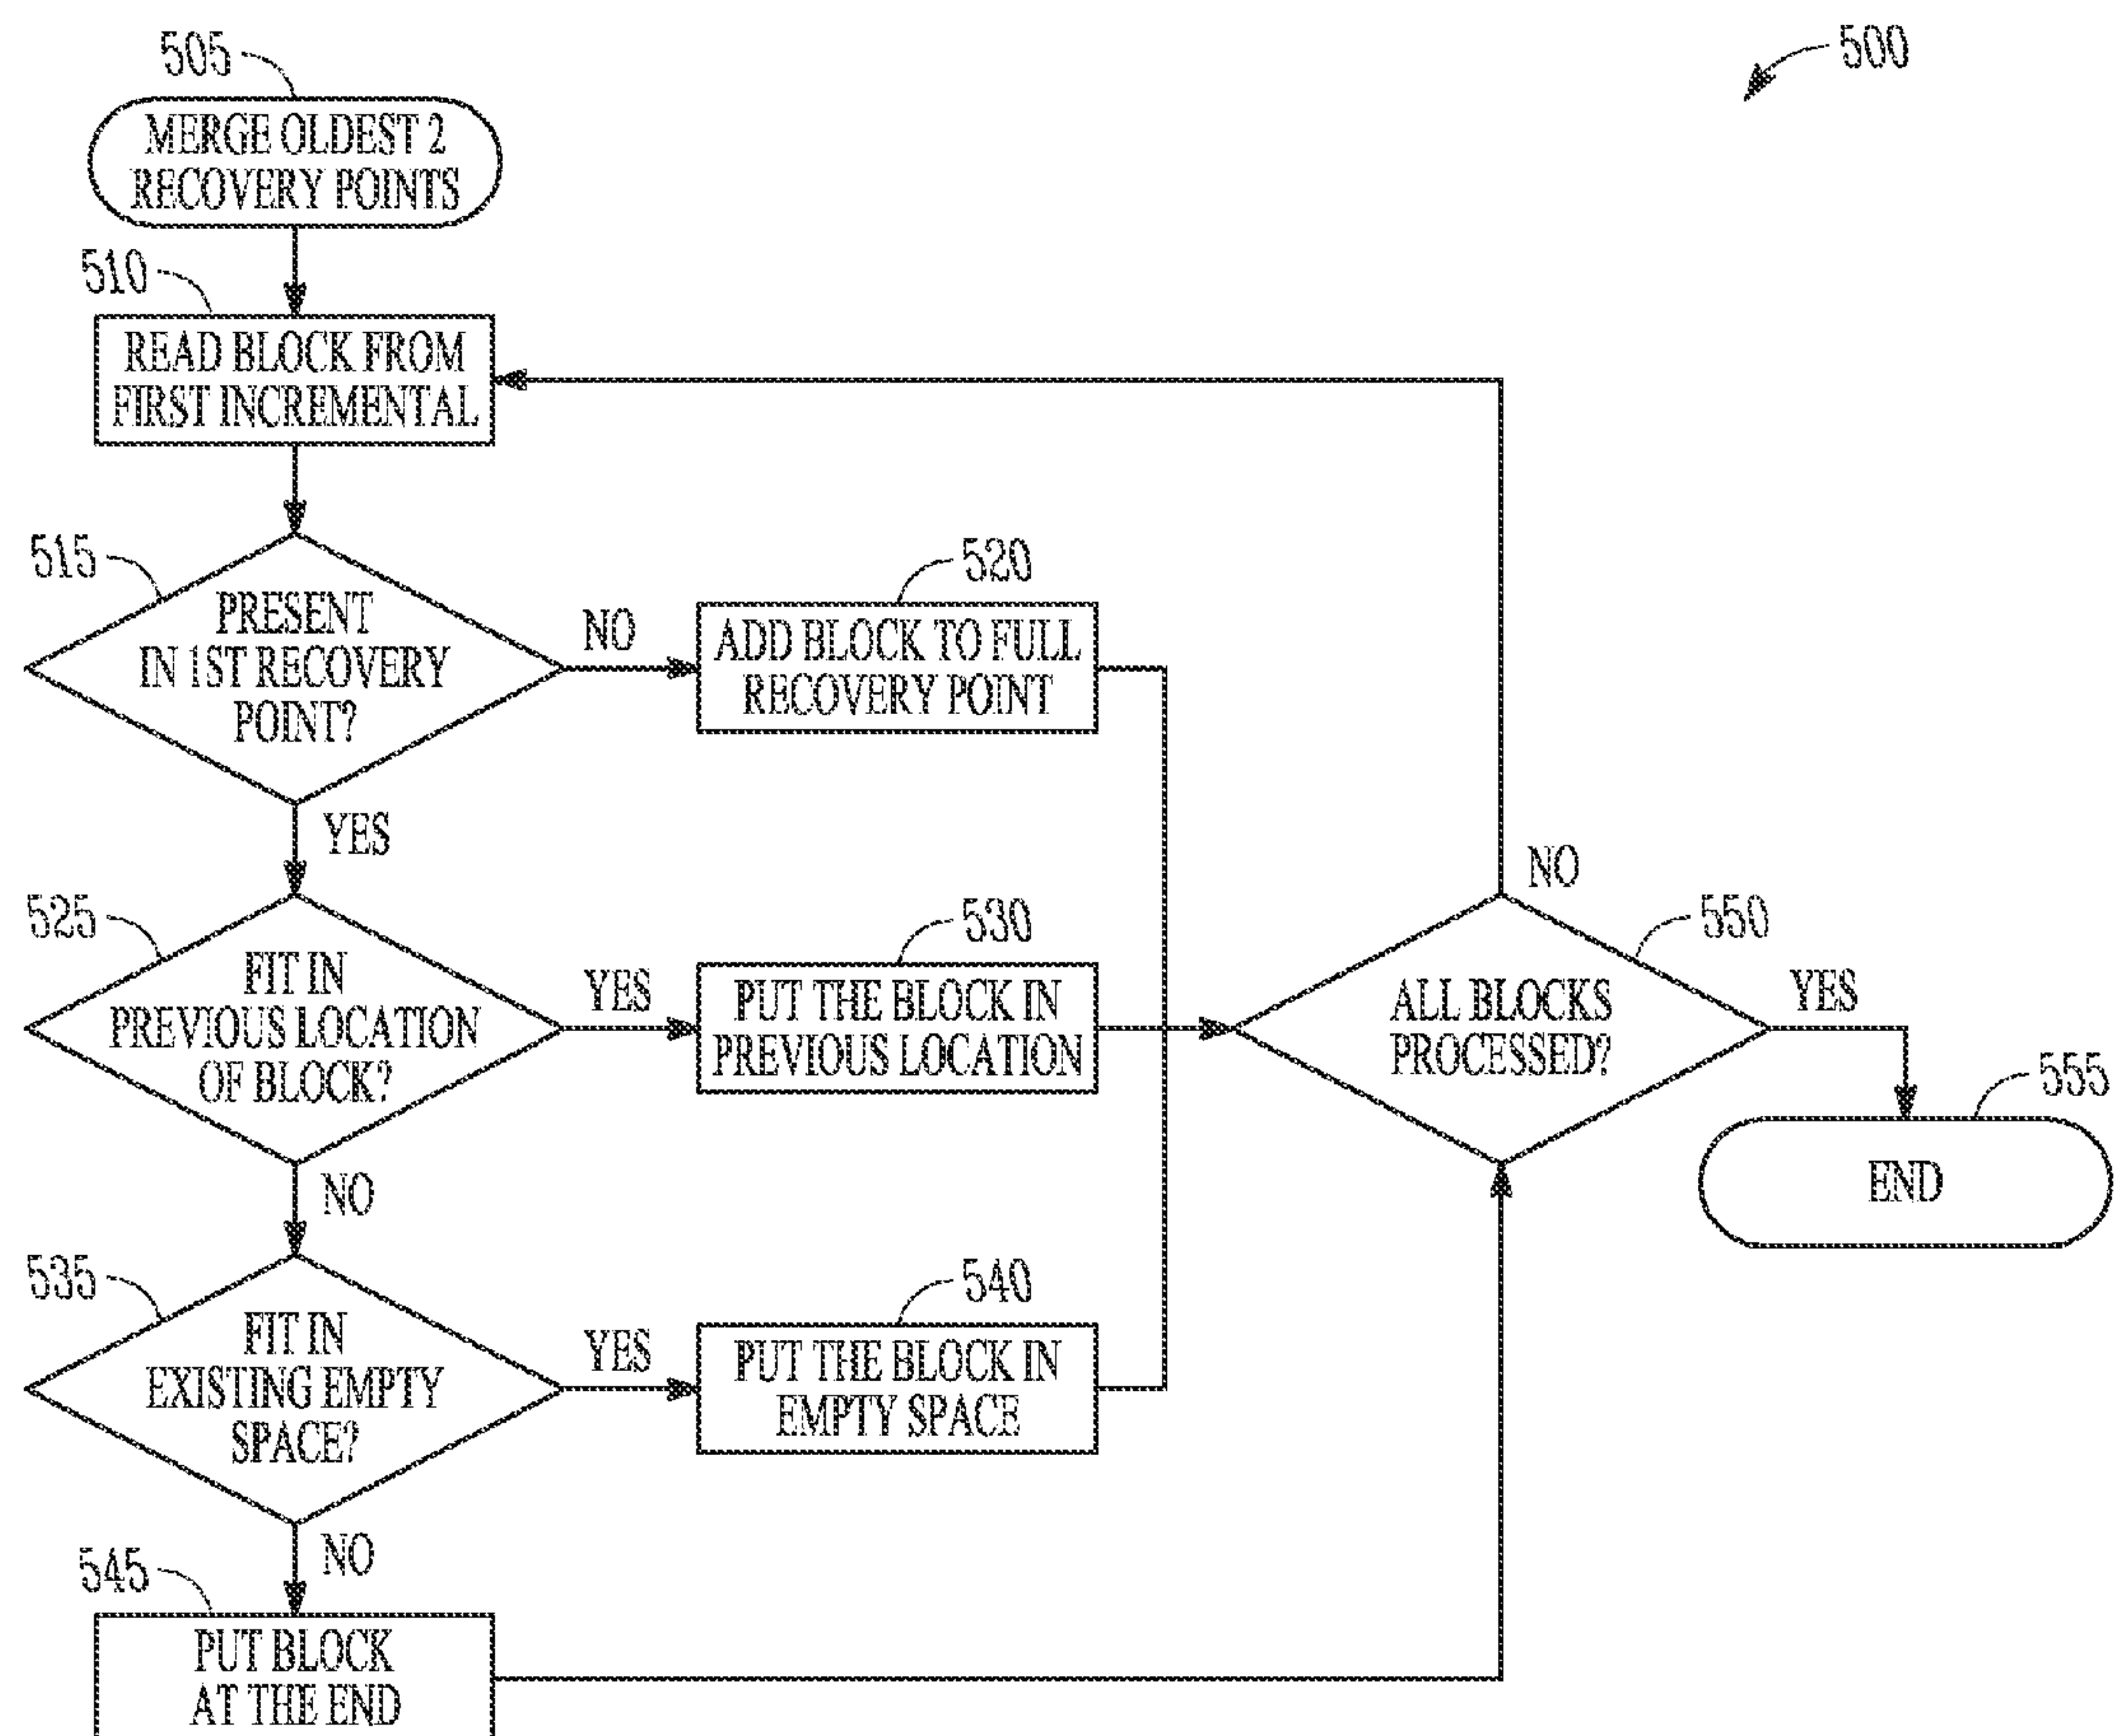 500
505
MERGE OLDEST 2
RECOVERY POINTS
510
READ BLOCK FROM
FIRST INCREMENTAL
515
PRESENT
IN 1ST RECOVERY
POINT?
NO
520
ADD BLOCK TO FULL
RECOVERY POINT
YES
525
FIT IN
PREVIOUS LOCATION
OF BLOCK?
YES
530
PUT THE BLOCK IN
PREVIOUS LOCATION
NO
535
FIT IN
EXISTING EMPTY
SPACE?
YES
540
PUT THE BLOCK IN
EMPTY SPACE
NO
545
PUT BLOCK
AT THE END
NO
550
ALL BLOCKS
PROCESSED?
YES
555
END